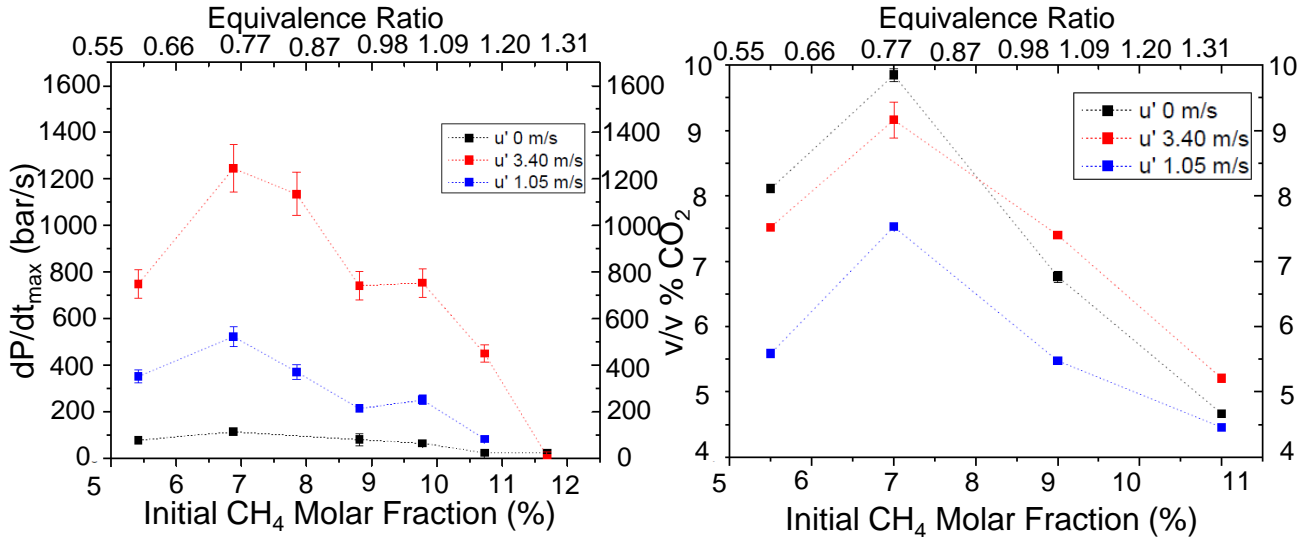 Equivalence Ratio
0.55 0.66 0.77 0.87 0.98 1.09 1.20 1.31
1600 1600
1400 1400
1200 1200
1000 1000
800 800
600 600
400 400
200 200
0 0
dP/dt_max (bar/s)
u' 0 m/s
u' 3.40 m/s
u' 1.05 m/s
5 6 7 8 9 10 11 12
Initial CH₄ Molar Fraction (%)
Equivalence Ratio
0.55 0.66 0.77 0.87 0.98 1.09 1.20 1.31
10 10
9 9
8 8
7 7
6 6
5 5
4 4
v/v % CO₂
u' 0 m/s
u' 3.40 m/s
u' 1.05 m/s
5 6 7 8 9 10 11
Initial CH₄ Molar Fraction (%)